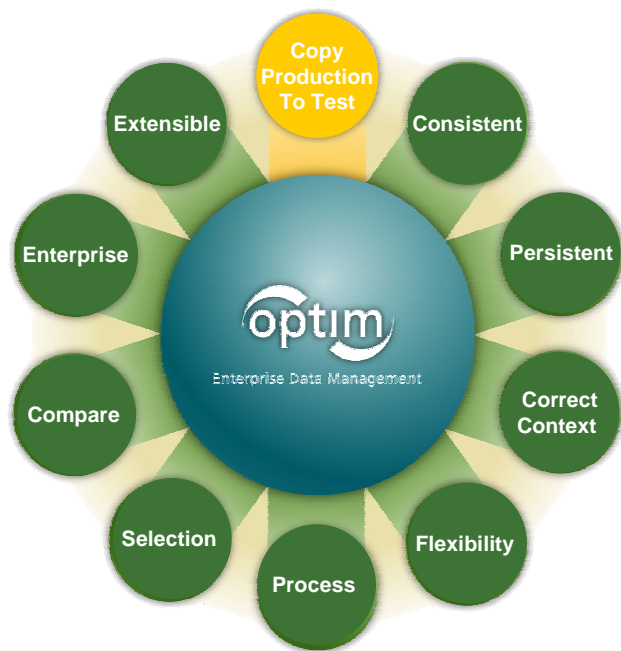 Copy
Production
To Test
Consistent
Persistent
Correct
Context
Flexibility
Process
Selection
Compare
Enterprise
Extensible
optim
Enterprise Data Management